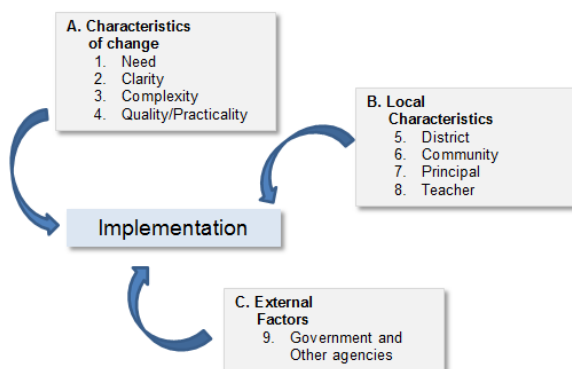 A. Characteristics
of change
1. Need
2. Clarity
3. Complexity
4. Quality/Practicality
B. Local
Characteristics
5. District
6. Community
7. Principal
8. Teacher
Implementation
C. External
Factors
9. Government and
Other agencies